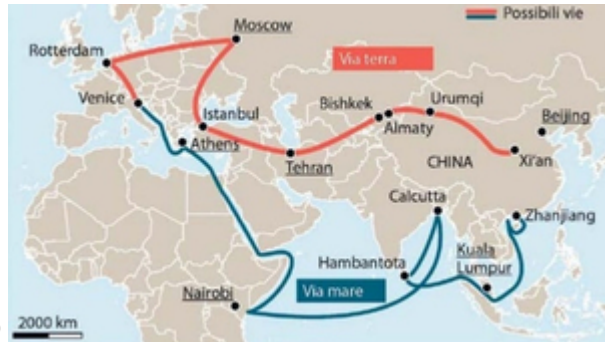 Possibili vie
Moscow
Rotterdam
Via terra
Venice
Istanbul
Bishkek
Urumqi
Almaty
Beijing
Athens
Tehran
CHINA
Xi'an
Calcutta
Zhanjiang
Hambantota
Kuala
Lumpur
Nairobi
Via mare
2000 km